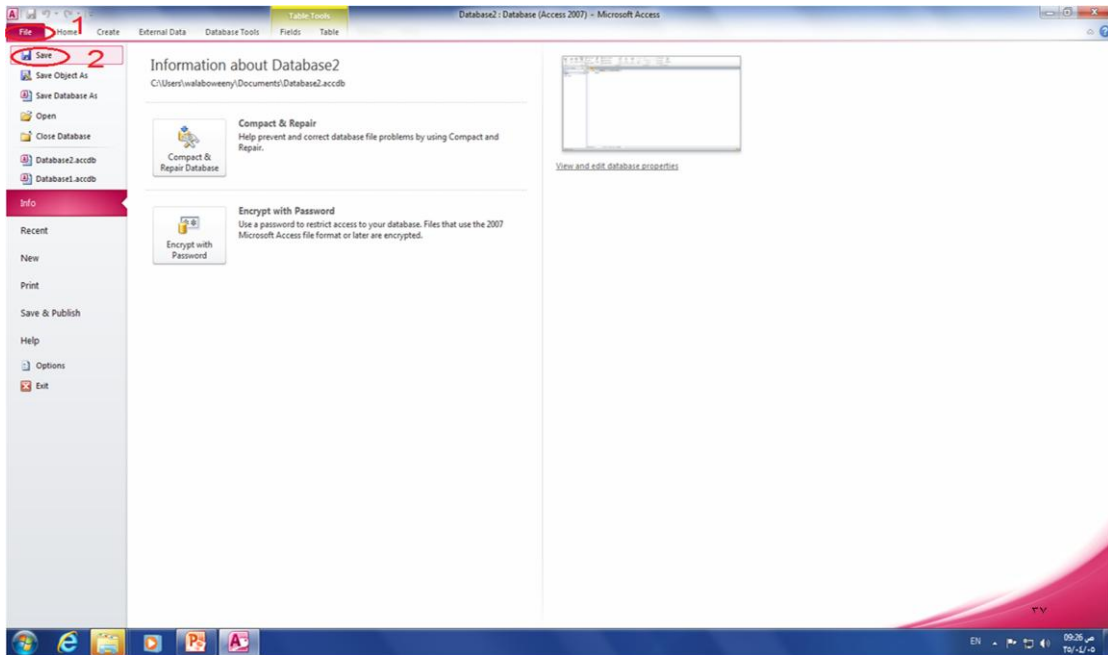 Table Tools
Database2 : Database (Access 2007) - Microsoft Access
1
File Home Create External Data Database Tools Fields Table
Save 2
Save Object As
Save Database As
Open
Close Database
Database2.accdb
Database1.accdb
Info
Recent
New
Print
Save & Publish
Help
Options
Exit
Information about Database2
C:\Users\walaboweeny\Documents\Database2.accdb
Compact & Repair Database
Compact & Repair
Help prevent and correct database file problems by using Compact and
Repair.
Encrypt with Password
Encrypt with Password
Use a password to restrict access to your database. Files that use the 2007
Microsoft Access file format or later are encrypted.
View and edit database properties
٣٧
EN
09:26 ص